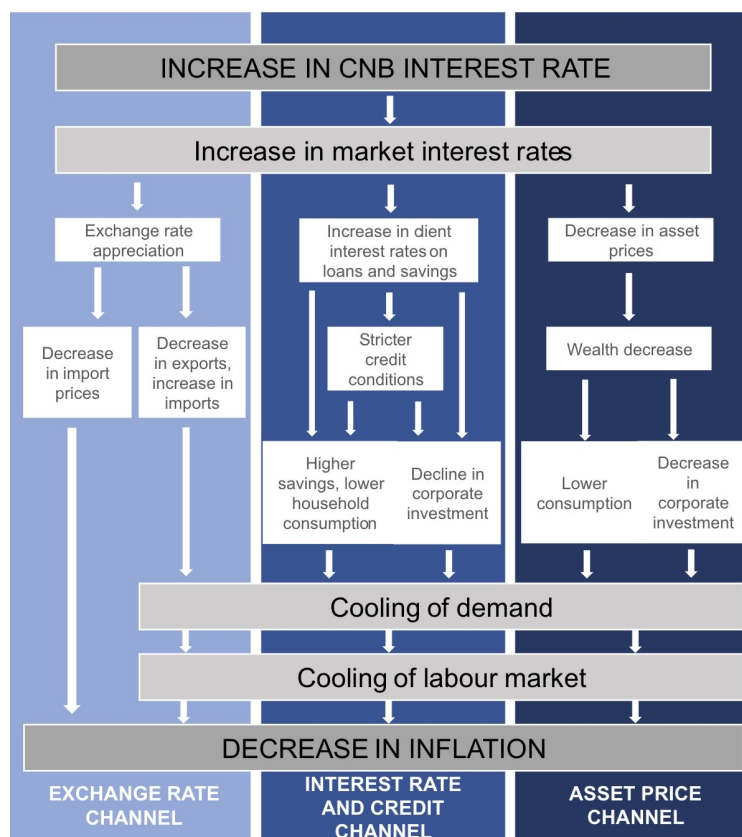 INCREASE IN CNB INTEREST RATE
Increase in market interest rates
Exchange rate
appreciation
Increase in dient
interest rates on
loans and savings
Decrease in asset
prices
Decrease
in import
prices
Decrease
in exports,
increase in
imports
Stricter
credit
conditions
Wealth decrease
Higher
savings, lower
household
consumption
Decline in
corporate
investment
Lower
consumption
Decrease
in
corporate
investment
Cooling of demand
Cooling of labour market
DECREASE IN INFLATION
EXCHANGE RATE
CHANNEL
INTEREST RATE
AND CREDIT
CHANNEL
ASSET PRICE
CHANNEL